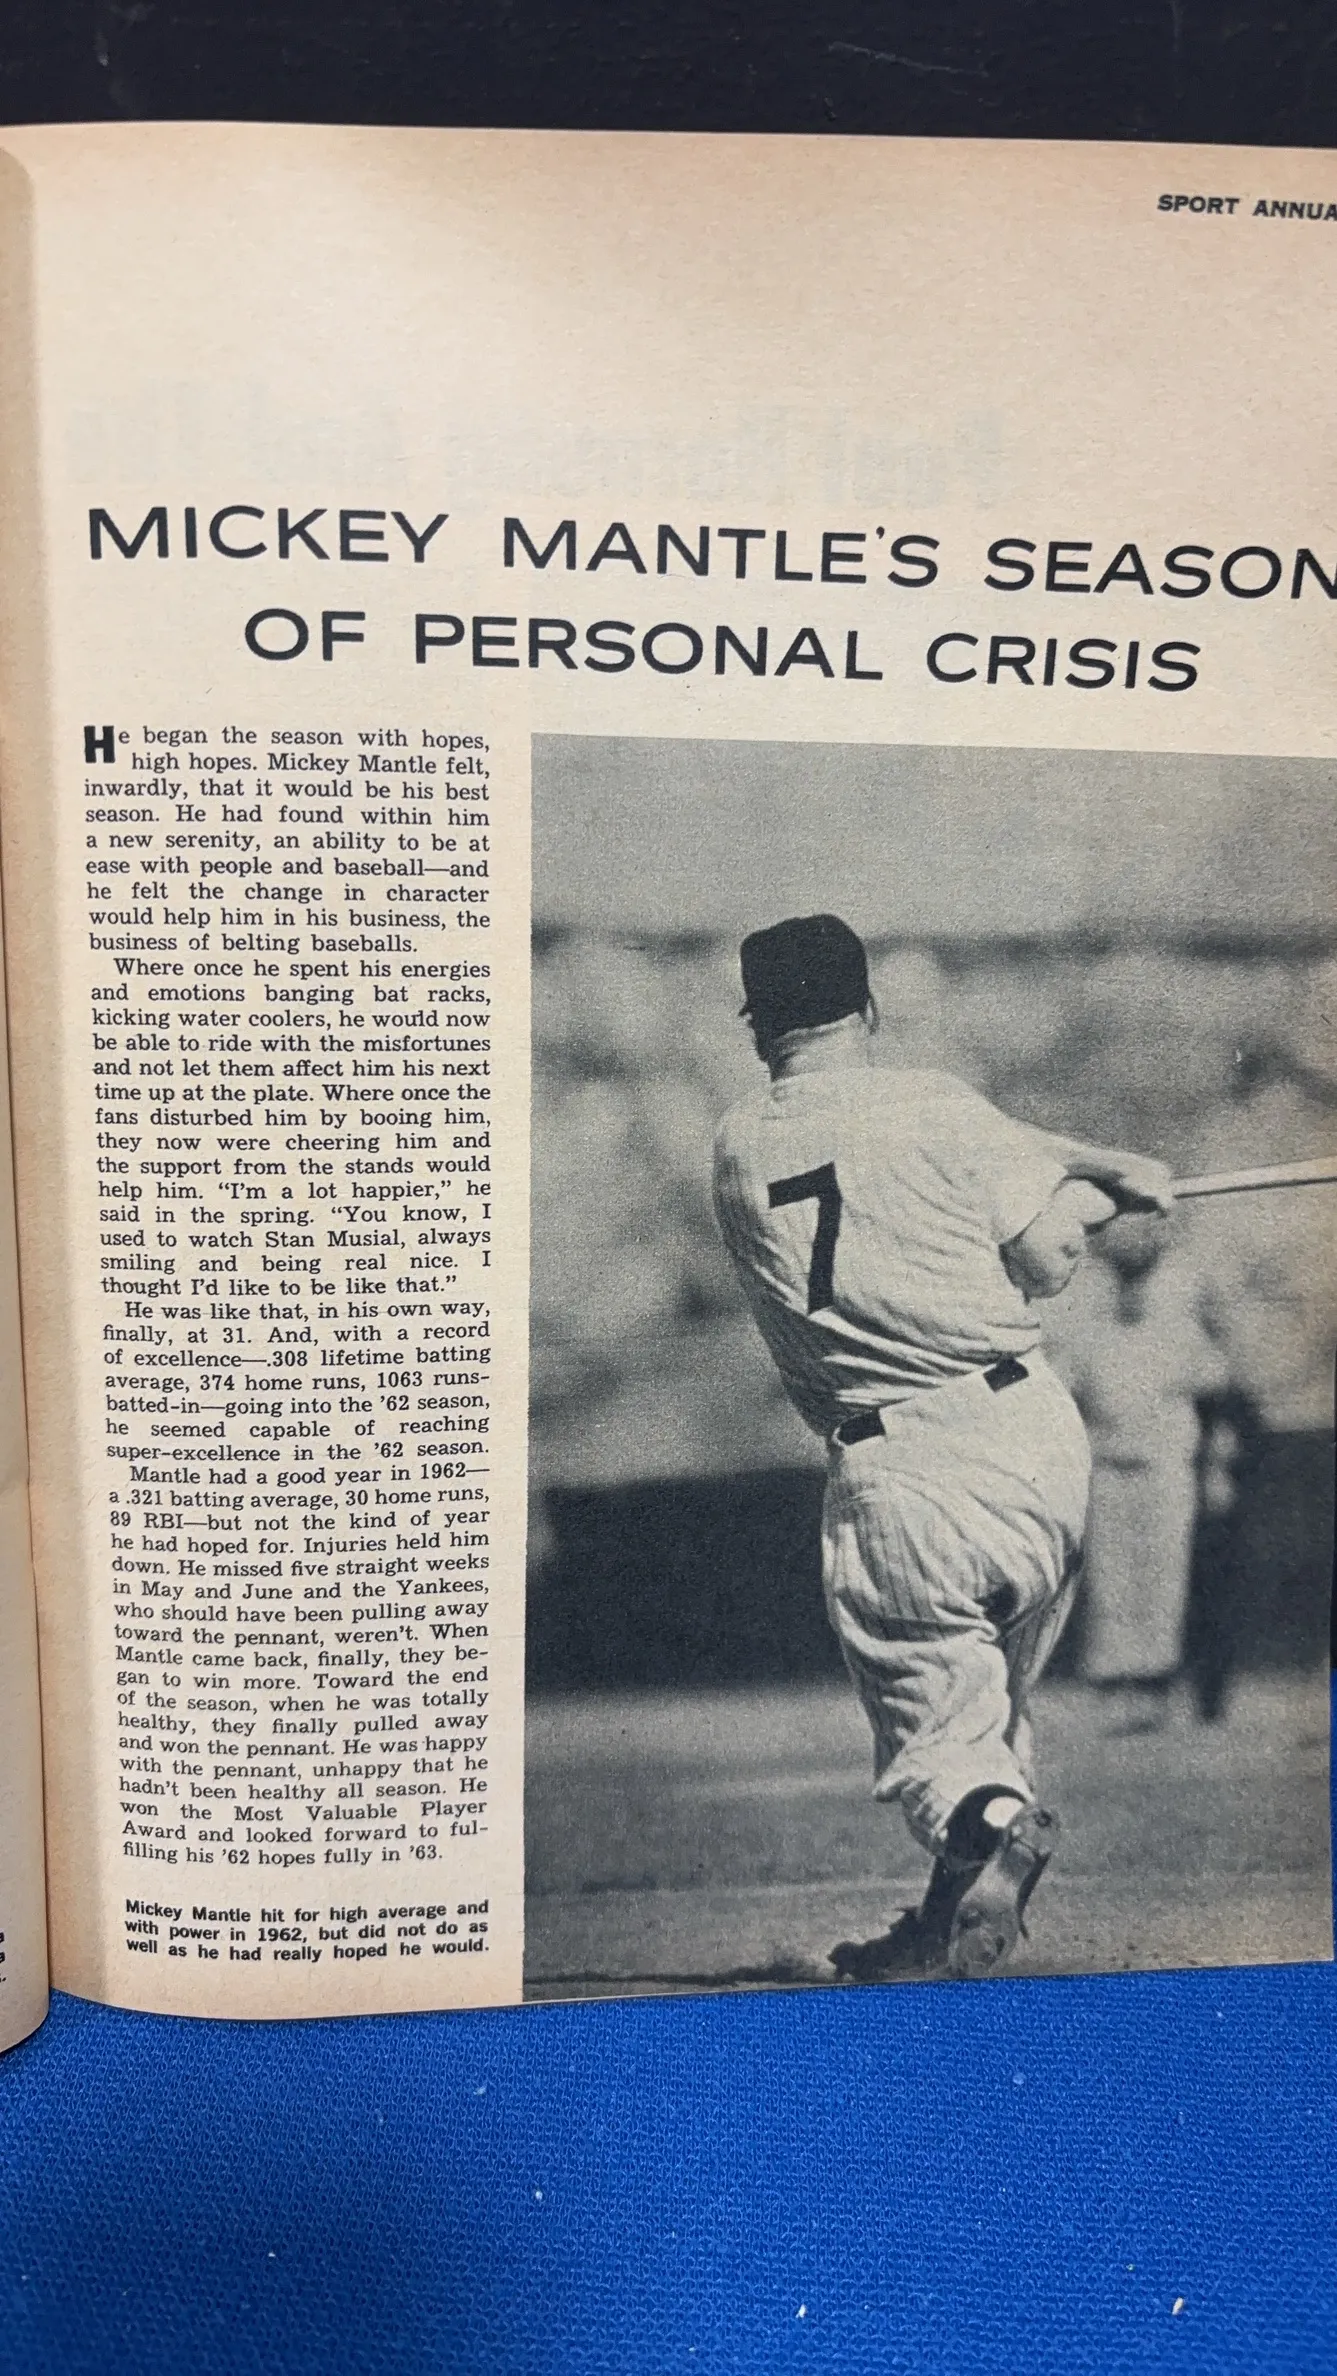 SPORT ANNUA
MICKEY MANTLE'S SEASON
OF PERSONAL CRISIS
He began the season with hopes,
high hopes. Mickey Mantle felt,
inwardly, that it would be his best
season. He had found within him
a new serenity, an ability to be at
ease with people and baseball—and
he felt the change in character
would help him in his business, the
business of belting baseballs.
Where once he spent his energies
and emotions banging bat racks,
kicking water coolers, he would now
be able to ride with the misfortunes
and not let them affect him his next
time up at the plate. Where once the
fans disturbed him by booing him,
they now were cheering him and
the support from the stands would
help him. “I'm a lot happier,” he
said in the spring. “You know, I
used to watch Stan Musial, always
smiling and being real nice. I
thought I'd like to be like that.”
He was like that, in his own way,
finally, at 31. And, with a record
of excellence—.308 lifetime batting
average, 374 home runs, 1063 runs-
batted-in—going into the '62 season,
he seemed capable of reaching
super-excellence in the '62 season.
Mantle had a good year in 1962—
a .321 batting average, 30 home runs,
89 RBI—but not the kind of year
he had hoped for. Injuries held him
down. He missed five straight weeks
in May and June and the Yankees,
who should have been pulling away
toward the pennant, weren't. When
Mantle came back, finally, they be-
gan to win more. Toward the end
of the season, when he was totally
healthy, they finally pulled away
and won the pennant. He was happy
with the pennant, unhappy that he
hadn't been healthy all season. He
won the Most Valuable Player
Award and looked forward to ful-
filling his '62 hopes fully in '63.
Mickey Mantle hit for high average and
with power in 1962, but did not do as
well as he had really hoped he would.
7